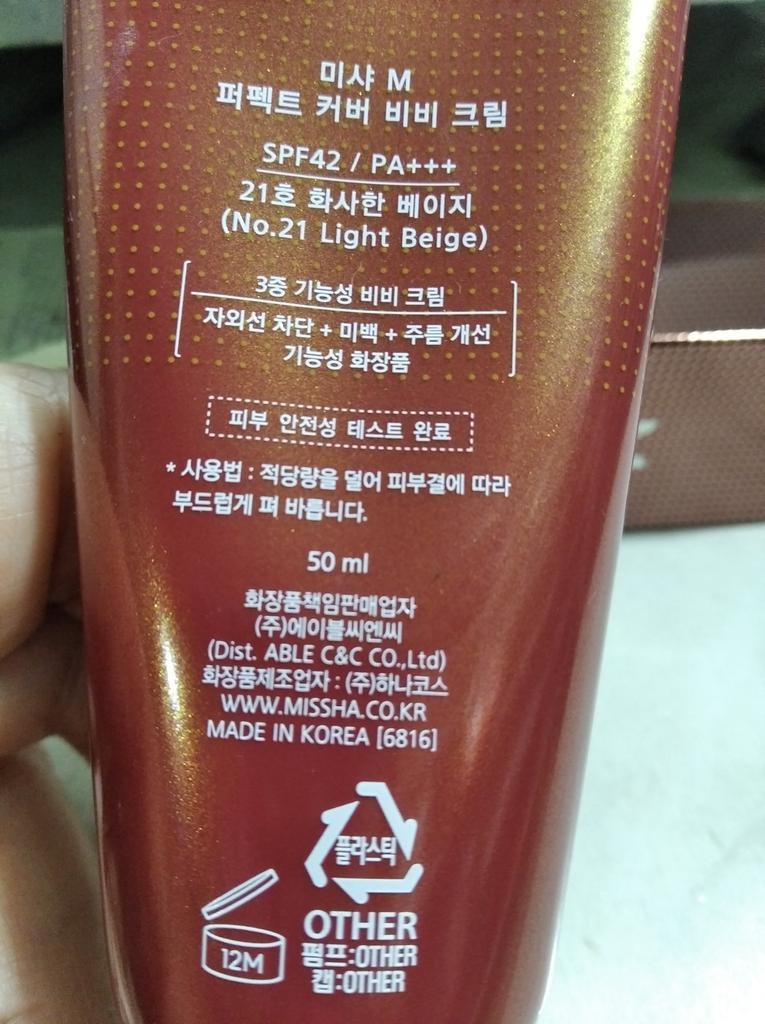 미샤 M
퍼펙트 커버 비비 크림
SPF42 / PA+++
21호 화사한 베이지
(No.21 Light Beige)
3중 기능성 비비 크림
자외선 차단 + 미백 + 주름 개선
기능성 화장품
피부 안전성 테스트 완료
* 사용법 : 적당량을 덜어 피부결에 따라
부드럽게 펴 바릅니다.
50 ml
화장품책임판매업자
(주)에이블씨엔씨
(Dist. ABLE C&C CO.,Ltd)
화장품제조업자 : (주)하나코스
WWW.MISSHA.CO.KR
MADE IN KOREA [6816]
플라스틱
OTHER
펌프:OTHER
캡:OTHER
12M